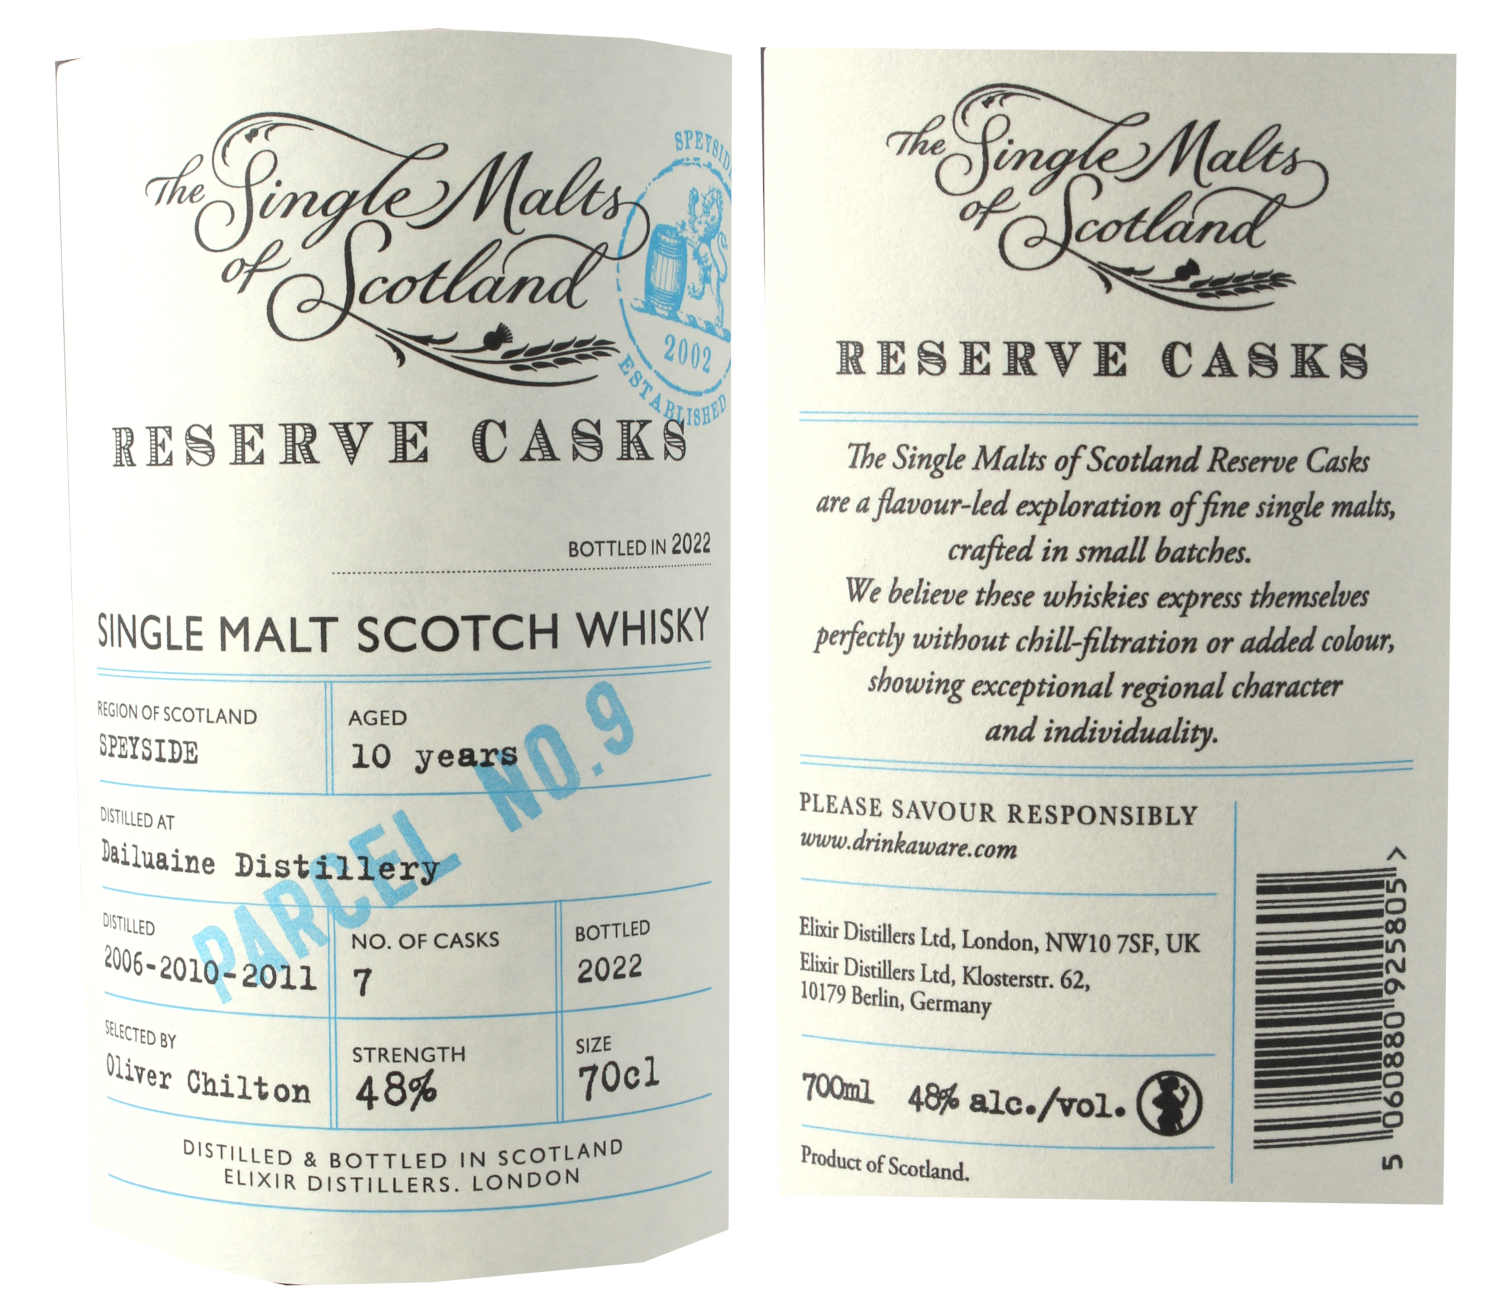 The Single Malts
of Scotland
SPEYSIDE
2002
ESTABLISHED
RESERVE CASKS
BOTTLED IN 2022
SINGLE MALT SCOTCH WHISKY
REGION OF SCOTLAND
SPEYSIDE
AGED
10 years
PARCEL NO.9
DISTILLED AT
Dailuaine Distillery
DISTILLED
2006-2010-2011
NO. OF CASKS
7
BOTTLED
2022
SELECTED BY
Oliver Chilton
STRENGTH
48%
SIZE
70cl
DISTILLED & BOTTLED IN SCOTLAND
ELIXIR DISTILLERS. LONDON
The Single Malts
of Scotland
RESERVE CASKS
The Single Malts of Scotland Reserve Casks
are a flavour-led exploration of fine single malts,
crafted in small batches.
We believe these whiskies express themselves
perfectly without chill-filtration or added colour,
showing exceptional regional character
and individuality.
PLEASE SAVOUR RESPONSIBLY
www.drinkaware.com
Elixir Distillers Ltd, London, NW10 7SF, UK
Elixir Distillers Ltd, Klosterstr. 62,
10179 Berlin, Germany
700ml 48% alc./vol.
Product of Scotland.
5 060880 925805 >